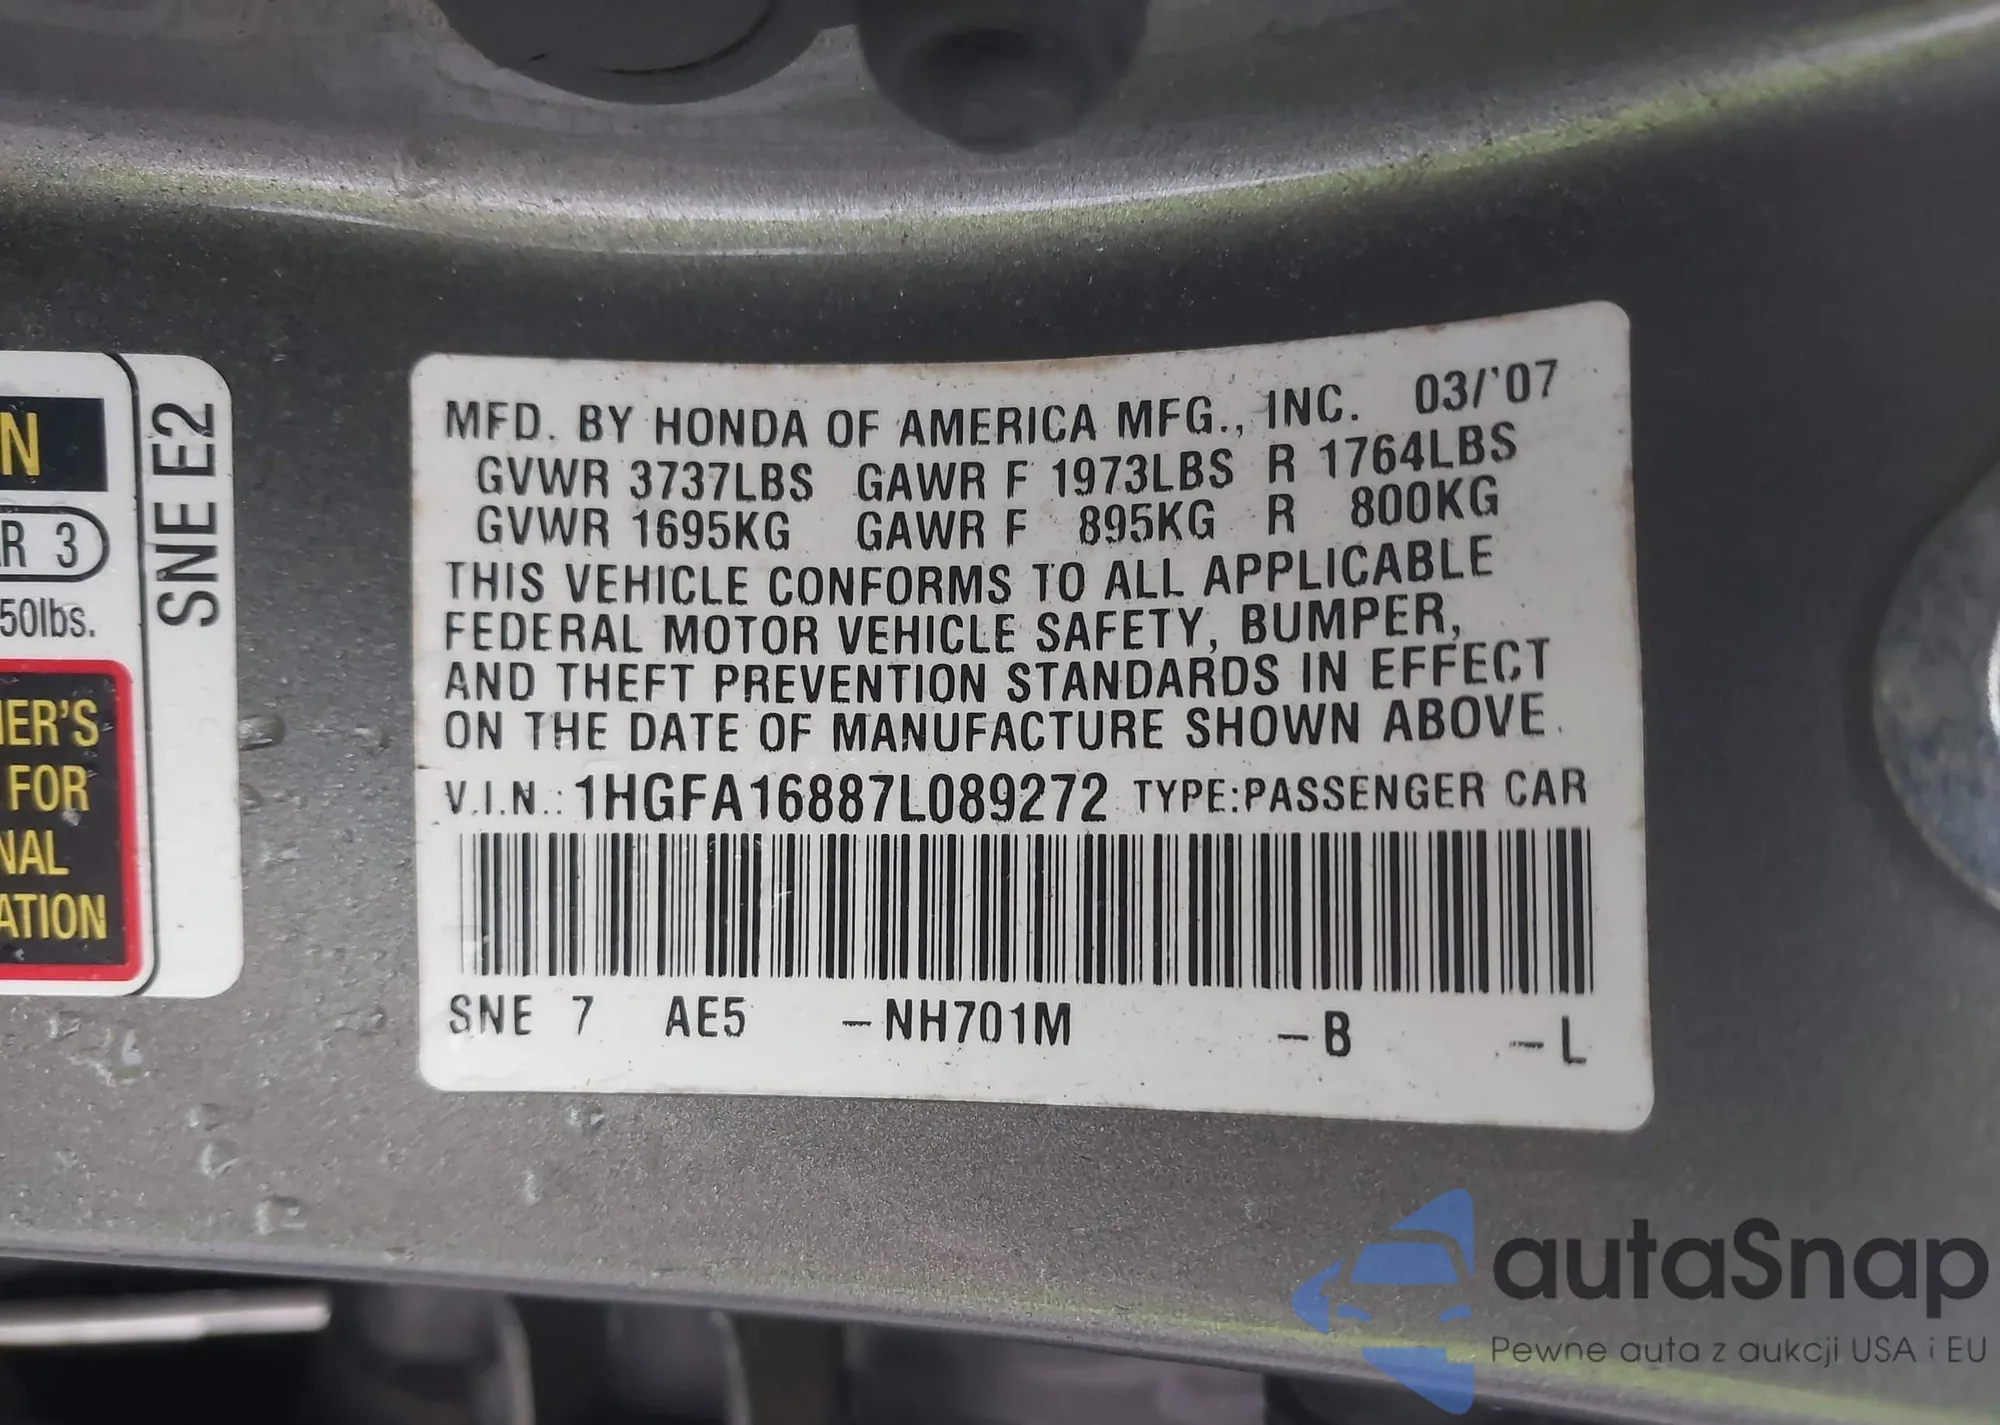 N
R 3
50lbs.
IER'S
FOR
NAL
ATION
SNE E2
MFD. BY HONDA OF AMERICA MFG., INC. 03/'07
GVWR 3737LBS GAWR F 1973LBS R 1764LBS
GVWR 1695KG GAWR F 895KG R 800KG
THIS VEHICLE CONFORMS TO ALL APPLICABLE
FEDERAL MOTOR VEHICLE SAFETY, BUMPER,
AND THEFT PREVENTION STANDARDS IN EFFECT
ON THE DATE OF MANUFACTURE SHOWN ABOVE.
V.I.N.: 1HGFA16887L089272 TYPE:PASSENGER CAR
SNE 7 AE5 -NH701M -B -L
autaSnap
Pewne auta z aukcji USA i EU